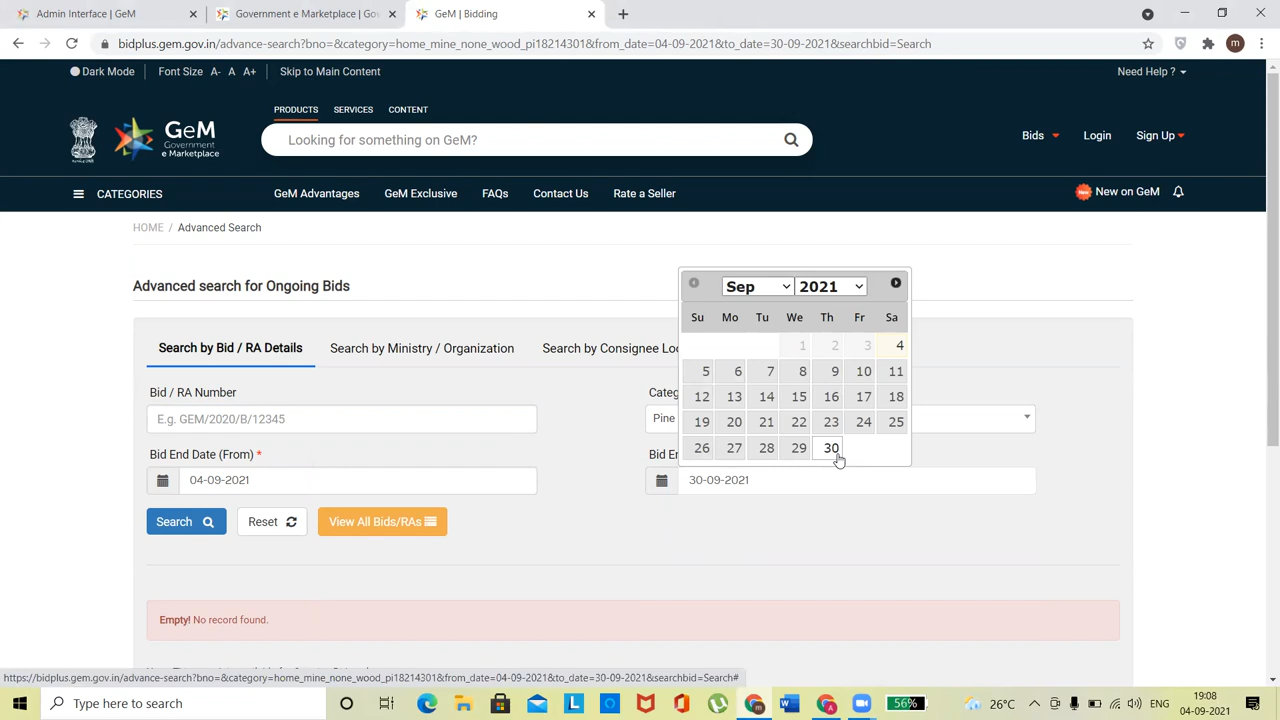 Admin Interface | GeM
Government e Marketplace | Gov
GeM | Bidding
bidplus.gem.gov.in/advance-search?bno=&category=home_mine_none_wood_pi18214301&from_date=04-09-2021&to_date=30-09-2021&searchbid=Search
m
Dark Mode
Font Size A- A A+
Skip to Main Content
Need Help ?
PRODUCTS SERVICES CONTENT
GeM
Government
e Marketplace
Looking for something on GeM?
Bids
Login
Sign Up
CATEGORIES
GeM Advantages
GeM Exclusive
FAQs
Contact Us
Rate a Seller
New on GeM
HOME / Advanced Search
Advanced search for Ongoing Bids
Sep 2021
Su Mo Tu We Th Fr Sa
1 2 3 4
5 6 7 8 9 10 11
12 13 14 15 16 17 18
19 20 21 22 23 24 25
26 27 28 29 30
Search by Bid / RA Details
Search by Ministry / Organization
Search by Consignee Lo
Bid / RA Number
Categ
E.g. GEM/2020/B/12345
Pine
Bid End Date (From) *
Bid En
04-09-2021
30-09-2021
Search
Reset
View All Bids/RAs
Empty! No record found.
https://bidplus.gem.gov.in/advance-search?bno=&category=home_mine_none_wood_pi18214301&from_date=04-09-2021&to_date=30-09-2021&searchbid=Search#
Type here to search
56%
26°C
ENG
19:08
04-09-2021